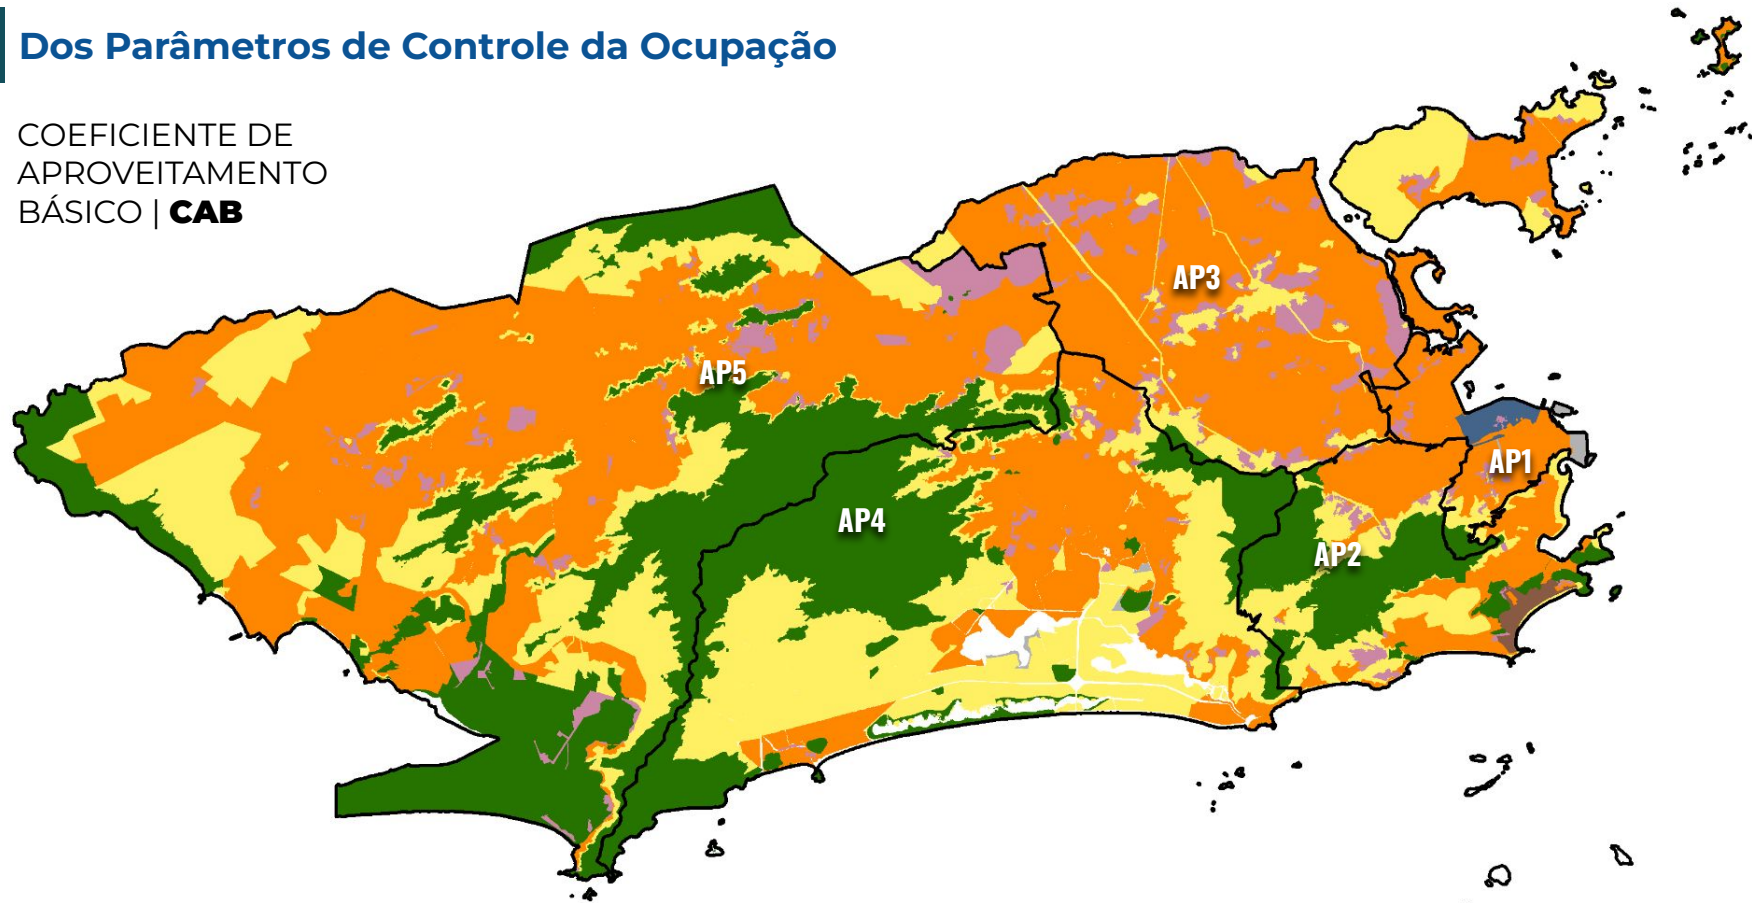 Dos Parâmetros de Controle da Ocupação
COEFICIENTE DE
APROVEITAMENTO
BÁSICO | CAB
AP3
AP5
AP1
AP4
AP2